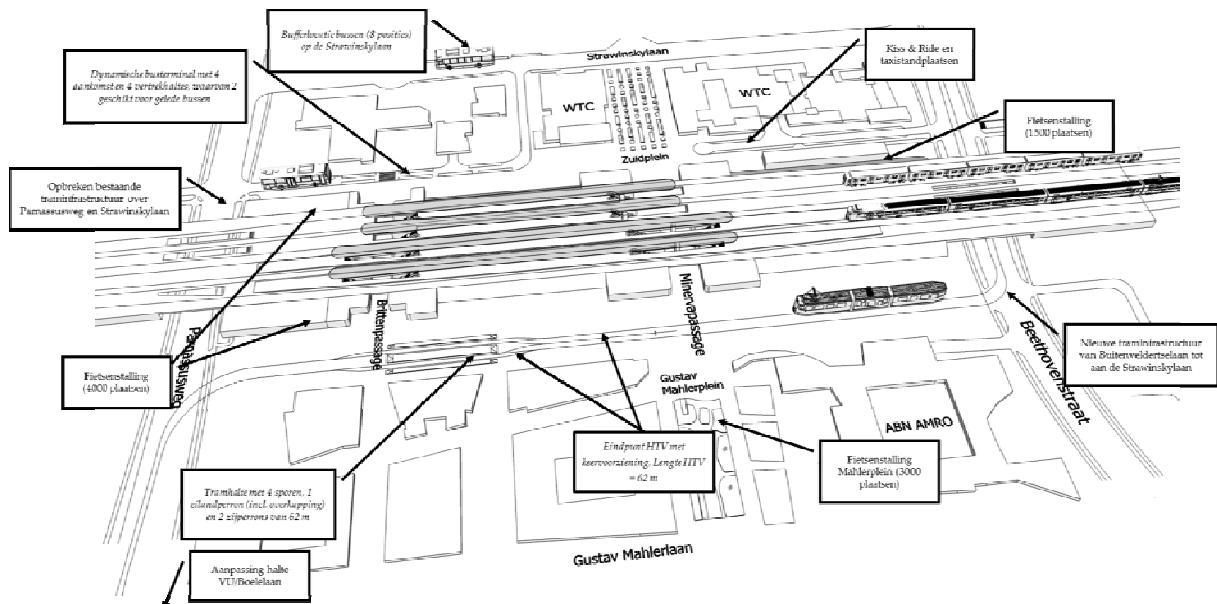 Bufferlocatie bussen (8 posities)
op de Strawinskylaan
Strawinskylaan
Kiss & Ride en
taxistandplaatsen
Dynamische busterminal met 4
aankomst en 4 vertrekhaltes, waarvan 2
geschikt voor gelede bussen
WTC
WTC
Fietsenstalling
(1500 plaatsen)
Zuidplein
Opbreken bestaande
traminfrastructuur over
Parnassusweg en Strawinskylaan
Brittenpassage
Minervapassage
Parnassusweg
Beethovenstraat
Nieuwe traminfrastructuur
van Buitenveldertselaan tot
aan de Strawinskylaan
Fietsenstalling
(4000 plaatsen)
Gustav
Mahlerplein
ABN AMRO
Eindpunt HTV met
keervoorziening, Lengte HTV
= 62 m
Fietsenstalling
Mahlerplein (3000
plaatsen)
Tramhalte met 4 sporen, 1
eilandperron (incl. overkapping)
en 2 zijperrons van 62 m
Gustav Mahlerlaan
Aanpassing halte
VU/Boelelaan